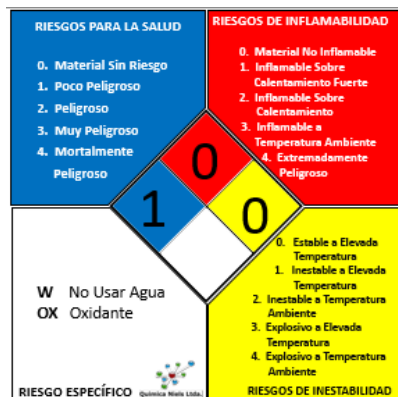 RIESGOS PARA LA SALUD
0. Material Sin Riesgo
1. Poco Peligroso
2. Peligroso
3. Muy Peligroso
4. Mortalmente
Peligroso
RIESGOS DE INFLAMABILIDAD
0. Material No Inflamable
1. Inflamable Sobre
Calentamiento Fuerte
2. Inflamable Sobre
Calentamiento
3. Inflamable a
Temperatura Ambiente
4. Extremadamente
Peligroso
0
1
0
W No Usar Agua
OX Oxidante
Química Niels Ltda.
RIESGO ESPECÍFICO
0. Estable a Elevada
Temperatura
1. Inestable a Elevada
Temperatura
2. Inestable a Temperatura
Ambiente
3. Explosivo a Elevada
Temperatura
4. Explosivo a Temperatura
Ambiente
RIESGOS DE INESTABILIDAD